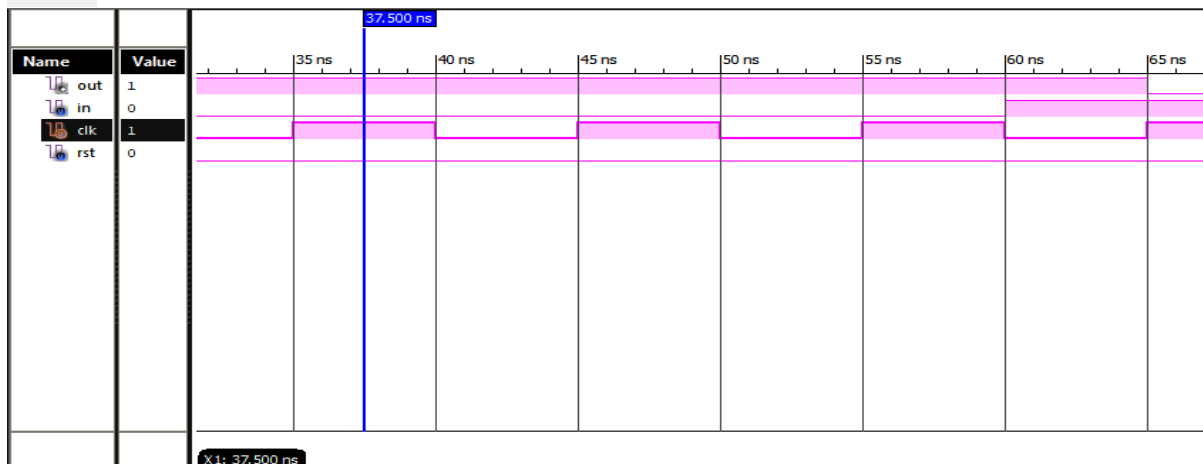 37.500 ns
Name Value 35 ns 40 ns 45 ns 50 ns 55 ns 60 ns 65 ns
out 1
in 0
clk 1
rst 0
X1: 37.500 ns